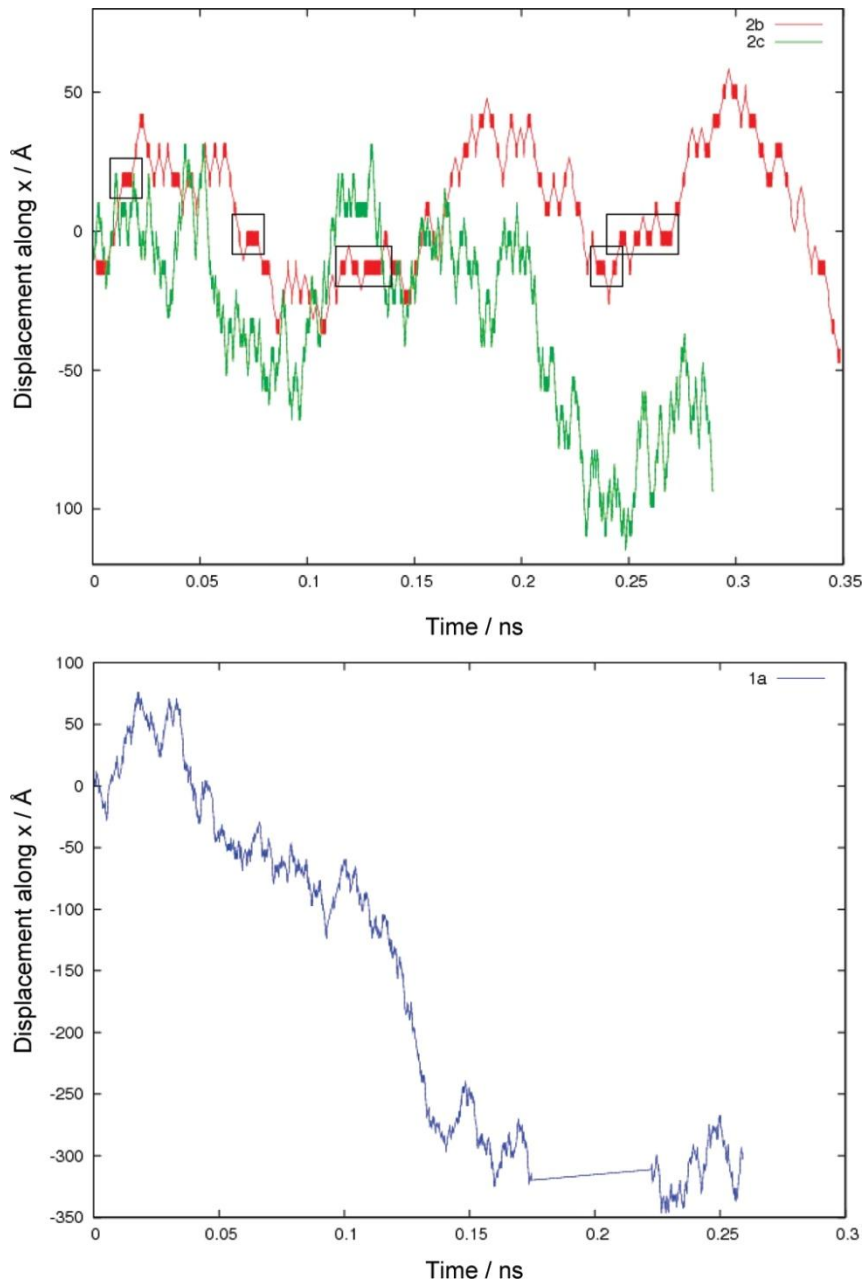 2b
2c
50
0
-50
100
Displacement along x / Å
0 0.05 0.1 0.15 0.2 0.25 0.3 0.35
Time / ns
1a
100
50
0
-50
-100
-150
-200
-250
-300
-350
Displacement along x / Å
0 0.05 0.1 0.15 0.2 0.25 0.3
Time / ns